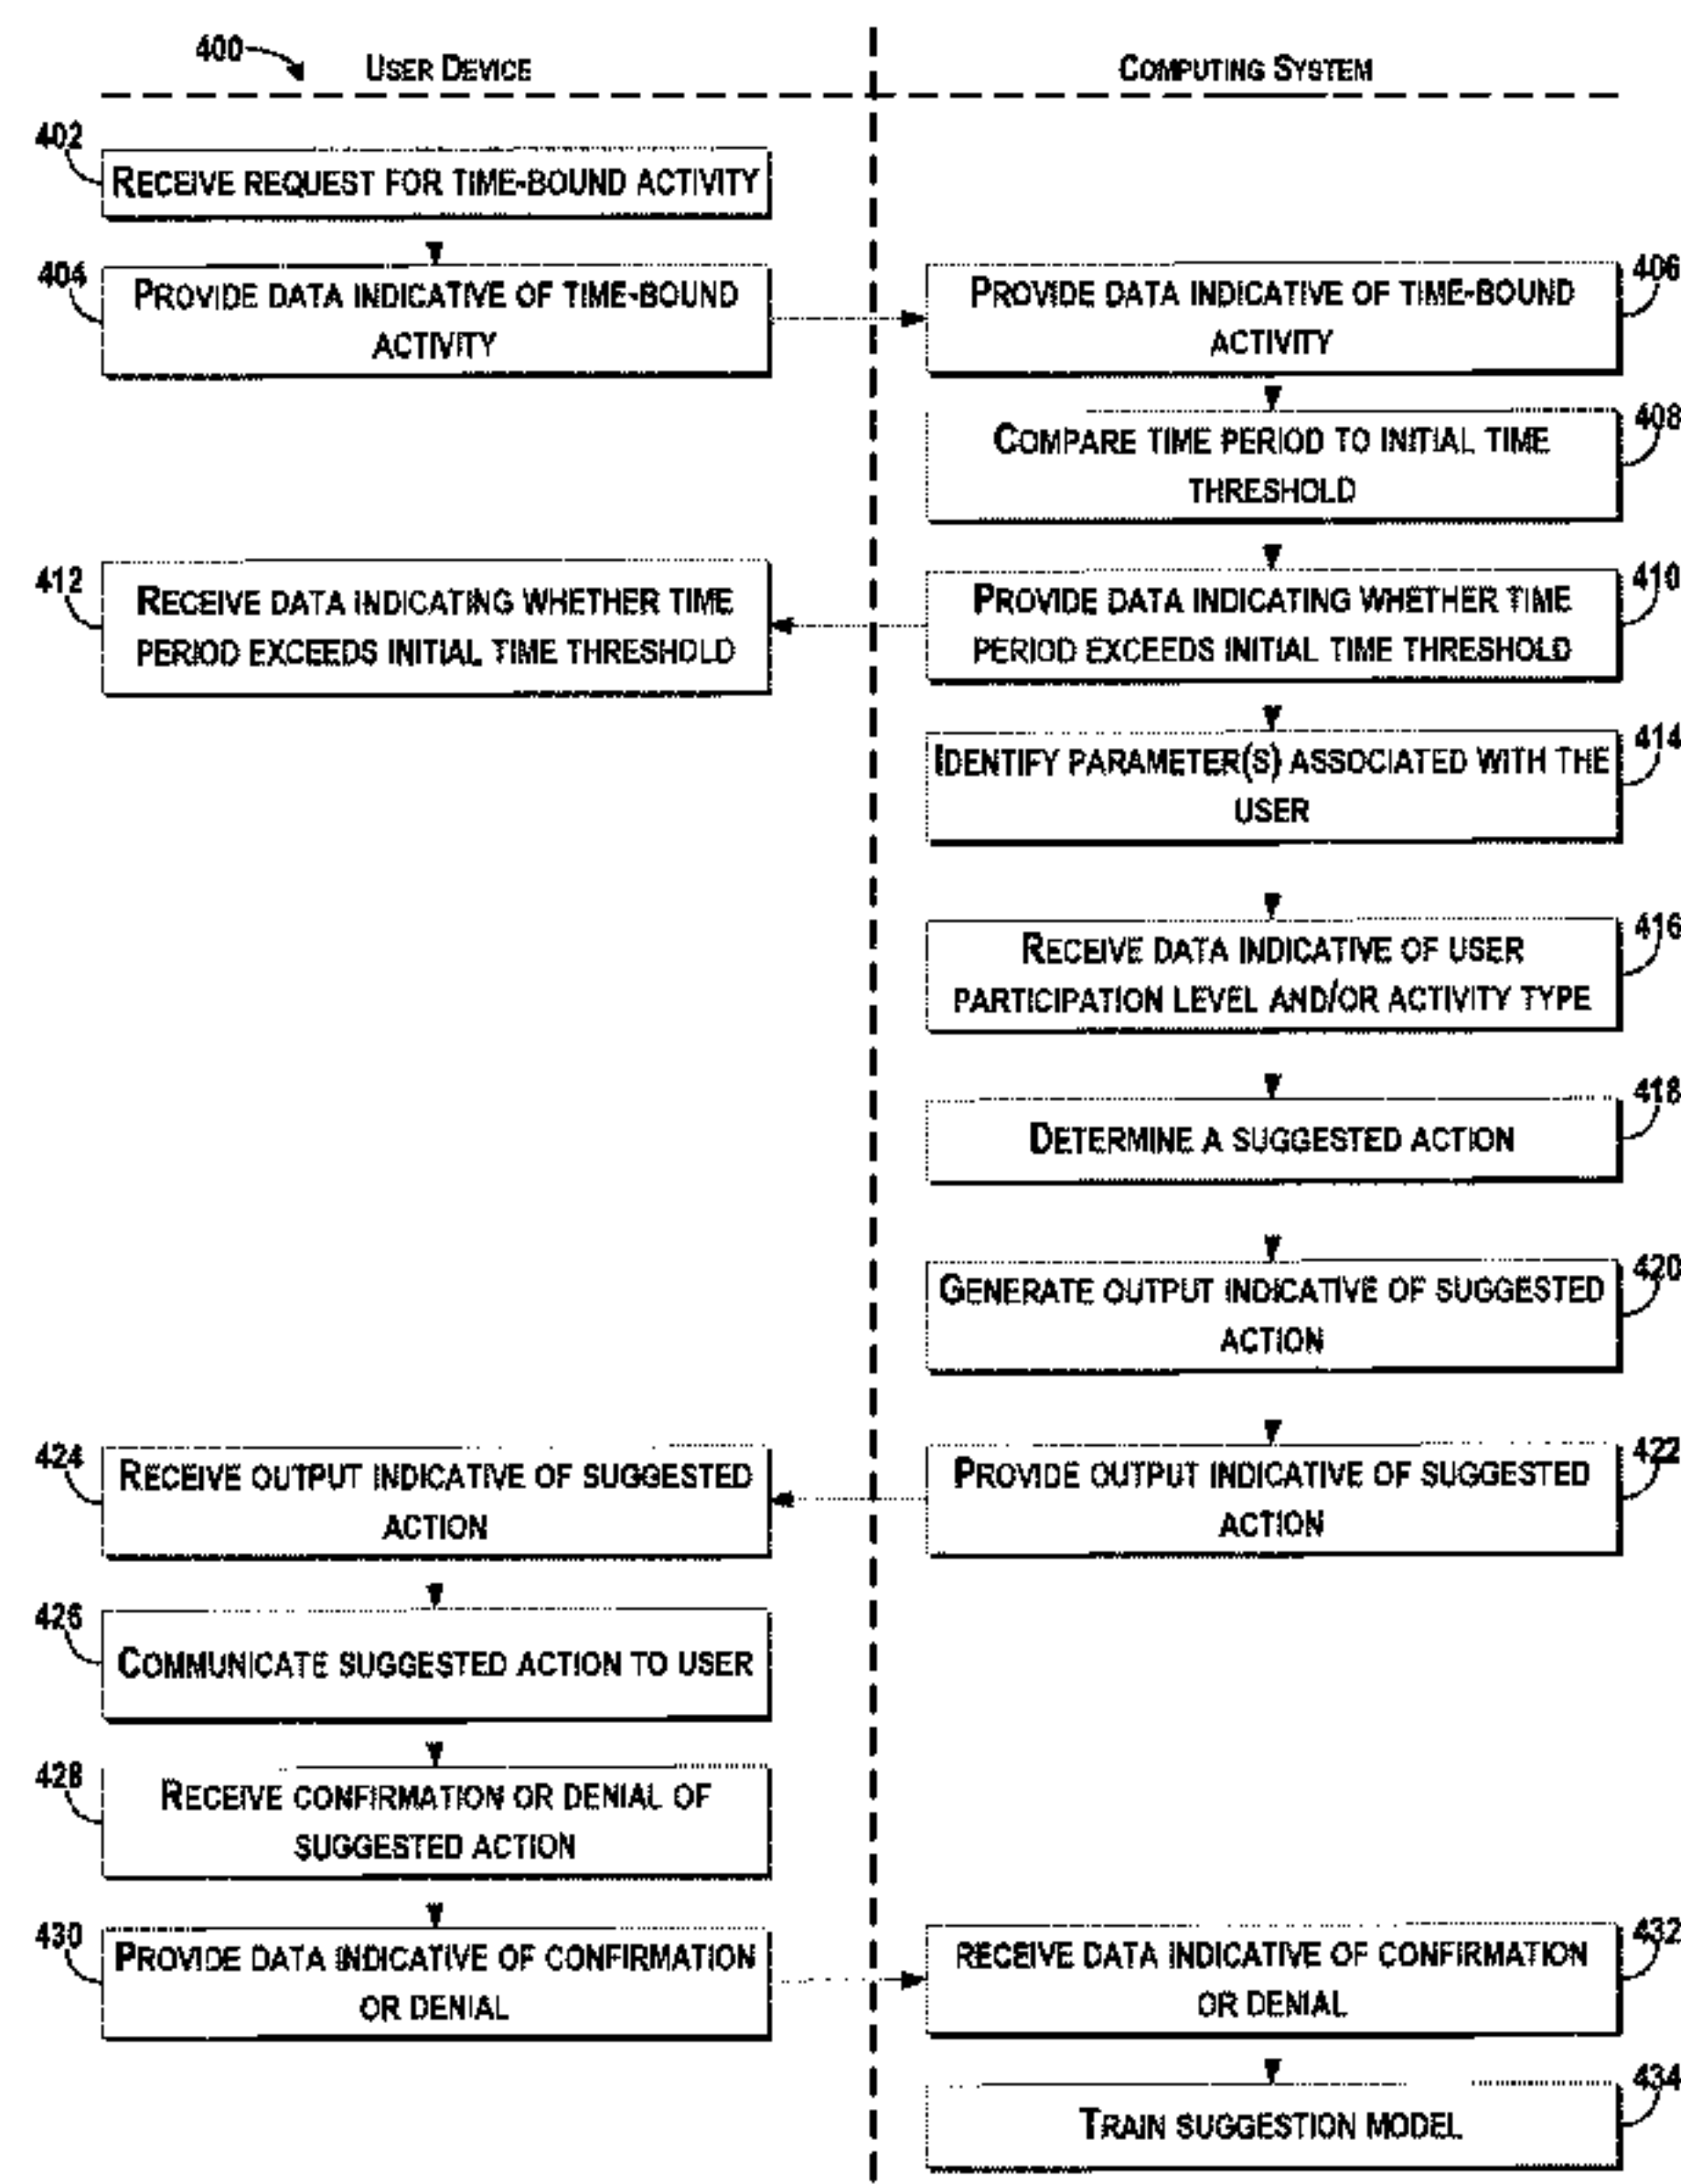 400
USER DEVICE
COMPUTING SYSTEM
402
RECEIVE REQUEST FOR TIME-BOUND ACTIVITY
404
PROVIDE DATA INDICATIVE OF TIME-BOUND
ACTIVITY
406
PROVIDE DATA INDICATIVE OF TIME-BOUND
ACTIVITY
408
COMPARE TIME PERIOD TO INITIAL TIME
THRESHOLD
412
RECEIVE DATA INDICATING WHETHER TIME
PERIOD EXCEEDS INITIAL TIME THRESHOLD
410
PROVIDE DATA INDICATING WHETHER TIME
PERIOD EXCEEDS INITIAL TIME THRESHOLD
414
IDENTIFY PARAMETER(S) ASSOCIATED WITH THE
USER
416
RECEIVE DATA INDICATIVE OF USER
PARTICIPATION LEVEL AND/OR ACTIVITY TYPE
418
DETERMINE A SUGGESTED ACTION
420
GENERATE OUTPUT INDICATIVE OF SUGGESTED
ACTION
424
RECEIVE OUTPUT INDICATIVE OF SUGGESTED
ACTION
422
PROVIDE OUTPUT INDICATIVE OF SUGGESTED
ACTION
426
COMMUNICATE SUGGESTED ACTION TO USER
428
RECEIVE CONFIRMATION OR DENIAL OF
SUGGESTED ACTION
430
PROVIDE DATA INDICATIVE OF CONFIRMATION
OR DENIAL
432
RECEIVE DATA INDICATIVE OF CONFIRMATION
OR DENIAL
434
TRAIN SUGGESTION MODEL